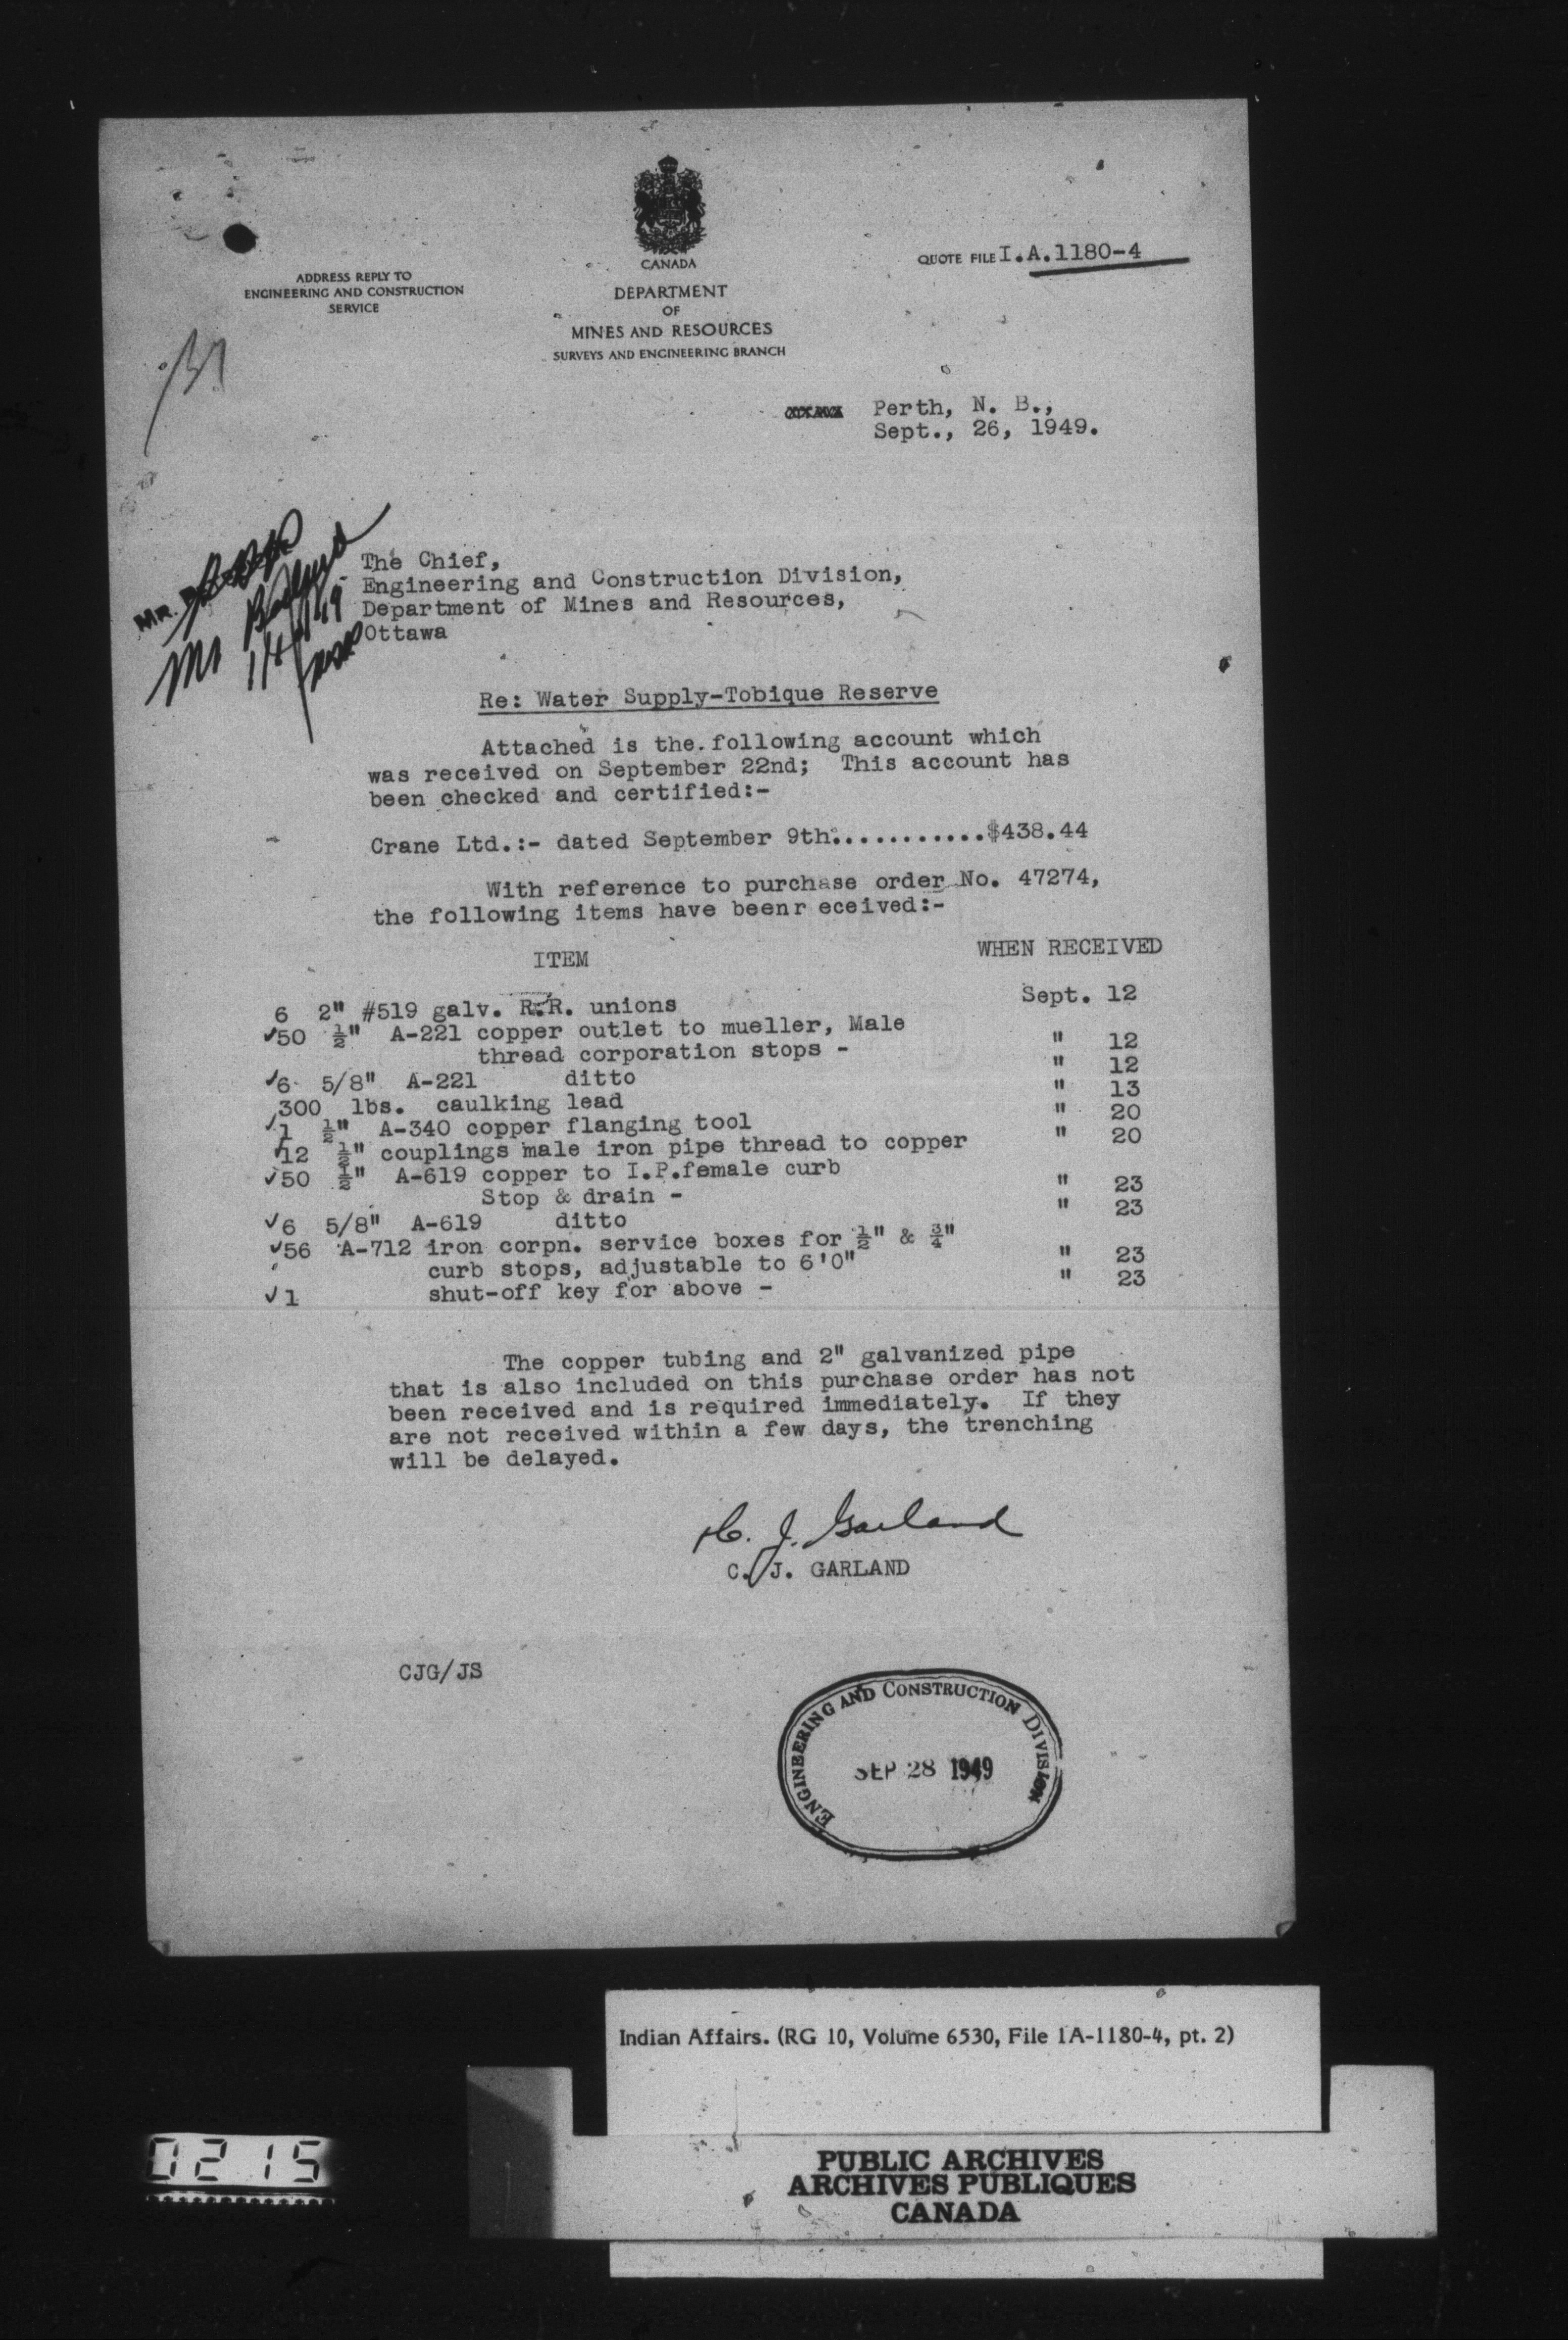 ADDRESS REPLY TO
ENGINEERING AND CONSTRUCTION
SERVICE
CANADA
DEPARTMENT
OF
MINES AND RESOURCES
SURVEYS AND ENGINEERING BRANCH
QUOTE FILE I.A.1180-4
Perth, N. B.,
Sept., 26, 1949.
MR.
Mr
The Chief,
Engineering and Construction Division,
Department of Mines and Resources,
Ottawa
Re: Water Supply-Tobique Reserve
Attached is the.following account which
was received on September 22nd; This account has
been checked and certified:-
Crane Ltd.:- dated September 9th............$438.44
With reference to purchase order No. 47274,
the following items have beenr eceived:-
ITEM WHEN RECEIVED
6 2" #519 galv. R.R. unions Sept. 12
✓50 ½" A-221 copper outlet to mueller, Male
thread corporation stops - " 12
✓6 5/8" A-221 ditto " 12
300 lbs. caulking lead " 13
✓1 ½" A-340 copper flanging tool " 20
✓12 ½" couplings male iron pipe thread to copper " 20
✓50 ½" A-619 copper to I.P.female curb
Stop & drain - " 23
✓6 5/8" A-619 ditto " 23
✓56 A-712 iron corpn. service boxes for ½" & ¾"
curb stops, adjustable to 6'0" " 23
✓1 shut-off key for above - " 23
The copper tubing and 2" galvanized pipe
that is also included on this purchase order has not
been received and is required immediately. If they
are not received within a few days, the trenching
will be delayed.
C. J. Garland
C. J. GARLAND
CJG/JS
ENGINEERING AND CONSTRUCTION DIVISION
SEP 28 1949
Indian Affairs. (RG 10, Volume 6530, File 1A-1180-4, pt. 2)
0215
PUBLIC ARCHIVES
ARCHIVES PUBLIQUES
CANADA